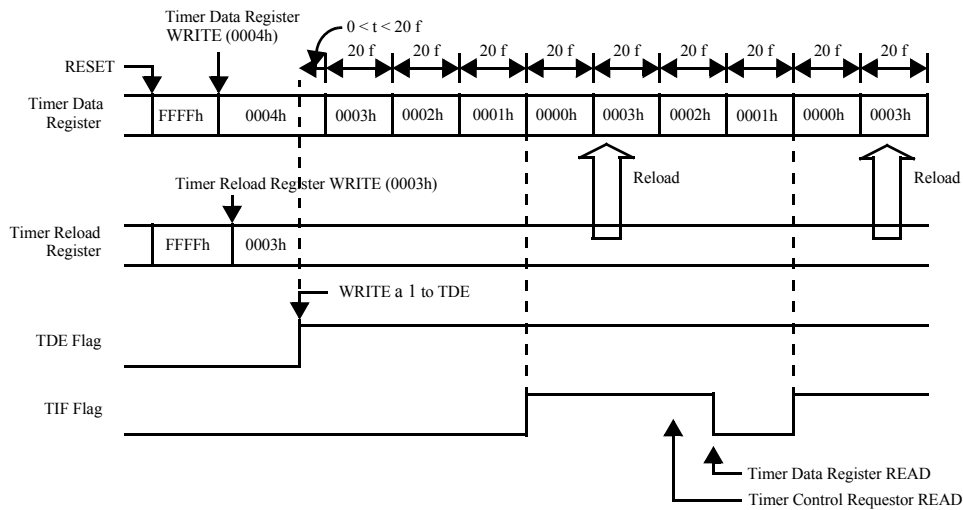 Timer Data Register
WRITE (0004h)
0 < t < 20 f
20 f 20 f 20 f 20 f 20 f 20 f 20 f 20 f 20 f
RESET
Timer Data
Register
FFFFh 0004h 0003h 0002h 0001h 0000h 0003h 0002h 0001h 0000h 0003h
Reload Reload
Timer Reload Register WRITE (0003h)
Timer Reload
Register
FFFFh 0003h
WRITE a 1 to TDE
TDE Flag
TIF Flag
Timer Data Register READ
Timer Control Requestor READ